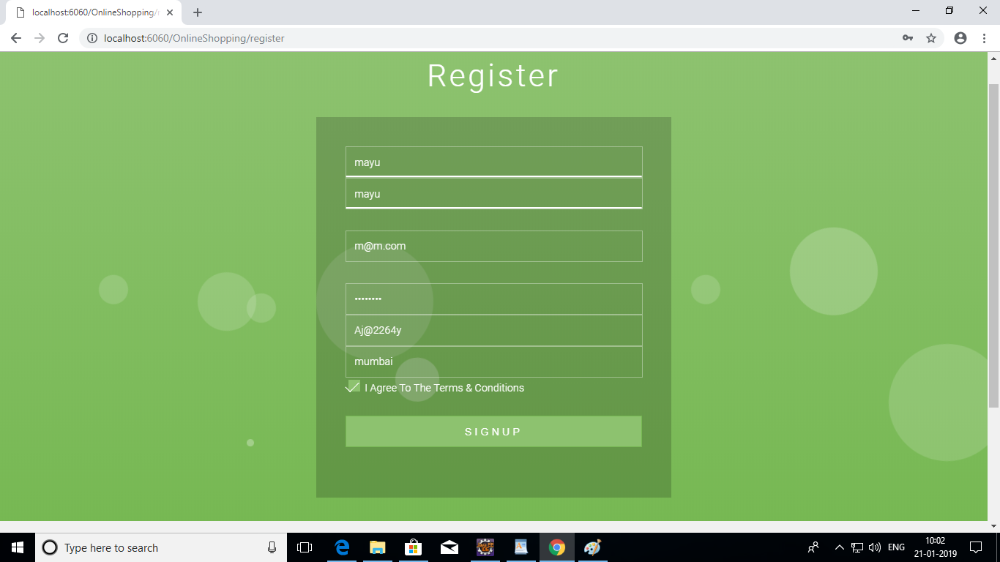 localhost:6060/OnlineShopping/
localhost:6060/OnlineShopping/register
Register
mayu
mayu
m@m.com
••••••••
Aj@2264y
mumbai
I Agree To The Terms & Conditions
SIGNUP
Type here to search
ENG
10:02
21-01-2019